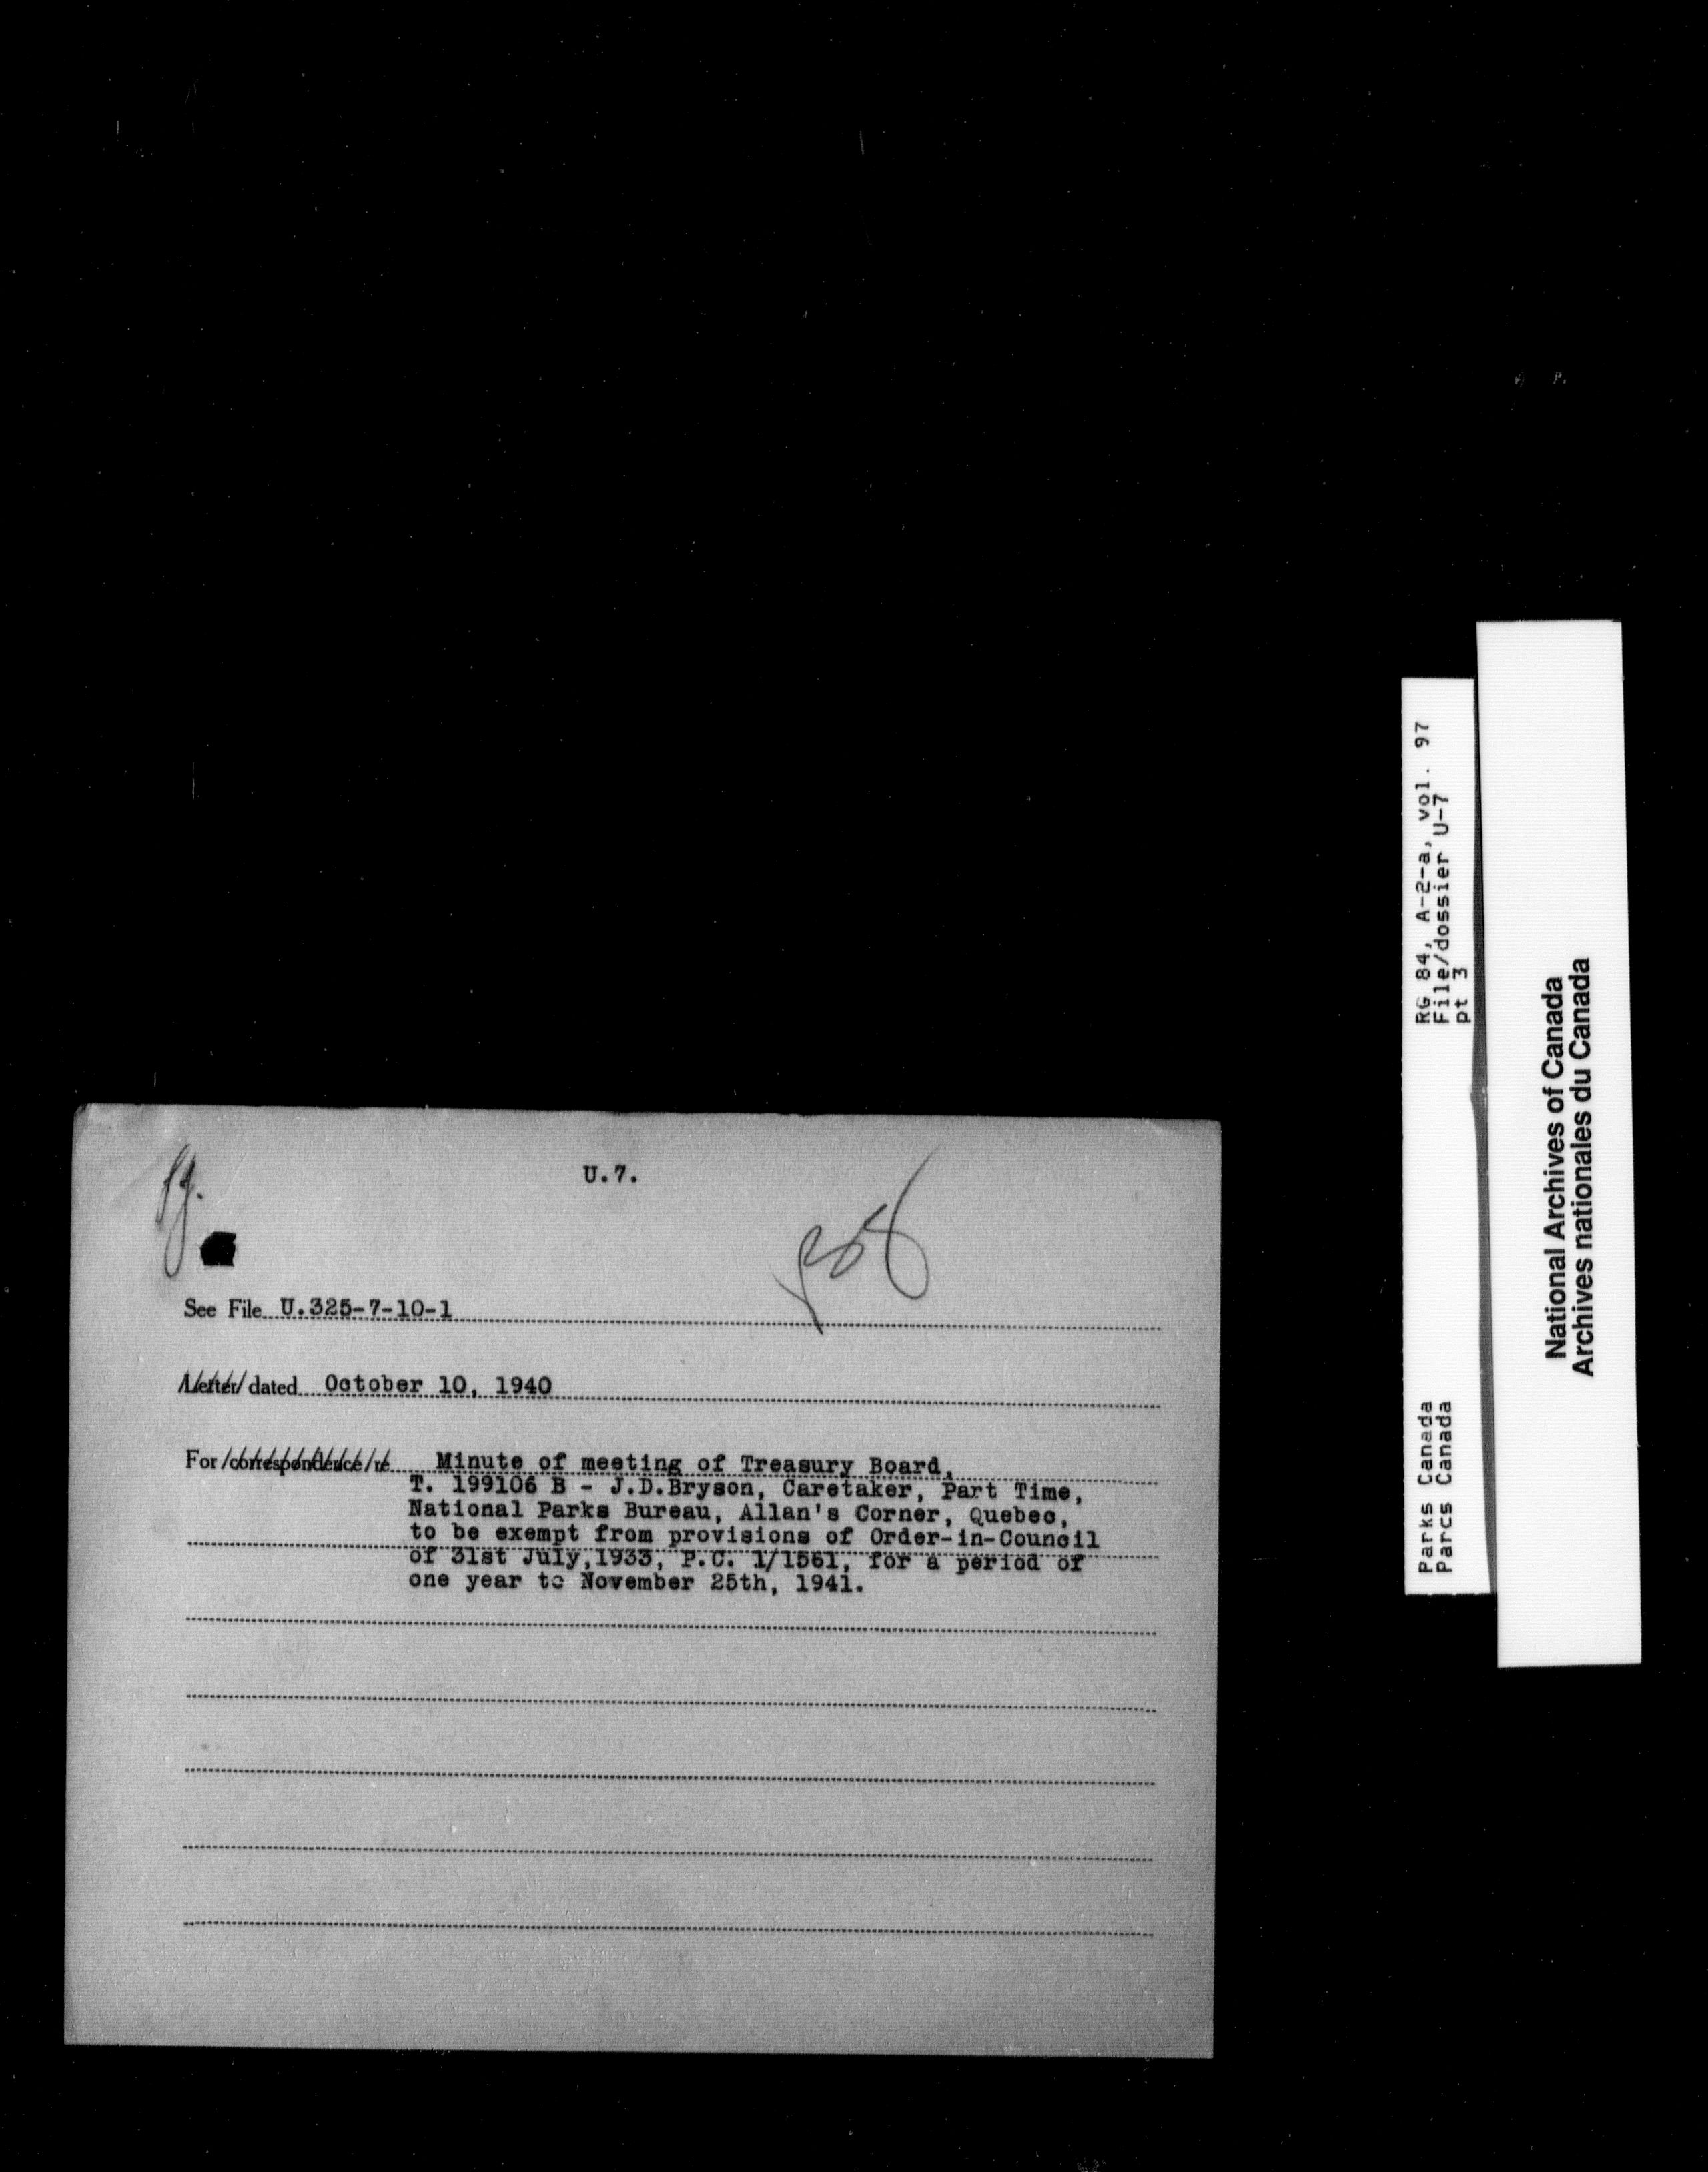 U.7.
See File U.325-7-10-1
Letter dated October 10, 1940
For correspondence re Minute of meeting of Treasury Board,
T. 199106 B - J.D.Bryson, Caretaker, Part Time,
National Parks Bureau, Allan's Corner, Quebec,
to be exempt from provisions of Order-in-Council
of 31st July,1933, P.C. 1/1561, for a period of
one year to November 25th, 1941.
RG 84, A-2-a, vol. 97
File/dossier U-7
pt 3
Parks Canada
Parcs Canada
National Archives of Canada
Archives nationales du Canada